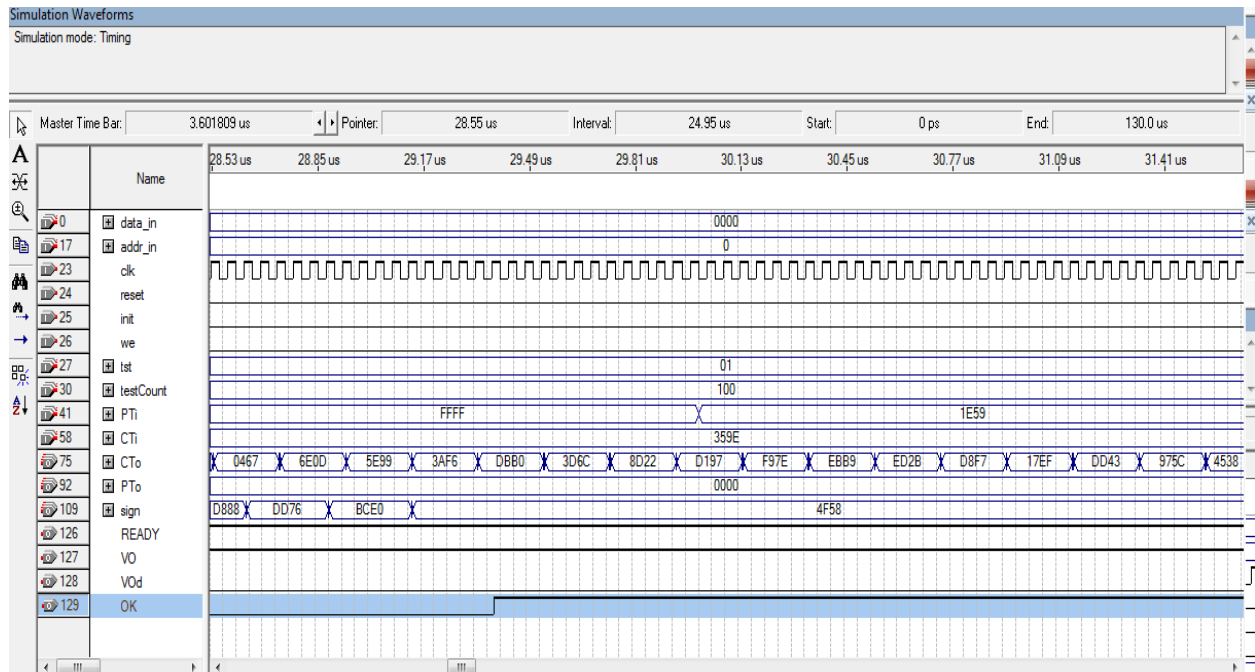 Simulation Waveforms
Simulation mode: Timing
Master Time Bar: 3.601809 us Pointer: 28.55 us Interval: 24.95 us Start: 0 ps End: 130.0 us
28.53 us 28.85 us 29.17 us 29.49 us 29.81 us 30.13 us 30.45 us 30.77 us 31.09 us 31.41 us
Name
0 data_in 0000
17 addr_in 0
23 clk
24 reset
25 init
26 we
27 tst 01
30 testCount 100
41 PTi FFFF 1E59
58 CTi 359E
75 CTo 0467 6E0D 5E99 3AF6 DBB0 3D6C 8D22 D197 F97E EBB9 ED2B D8F7 17EF DD43 975C 4538
92 PTo 0000
109 sign D888 DD76 BCE0 4F58
126 READY
127 VO
128 VOd
129 OK